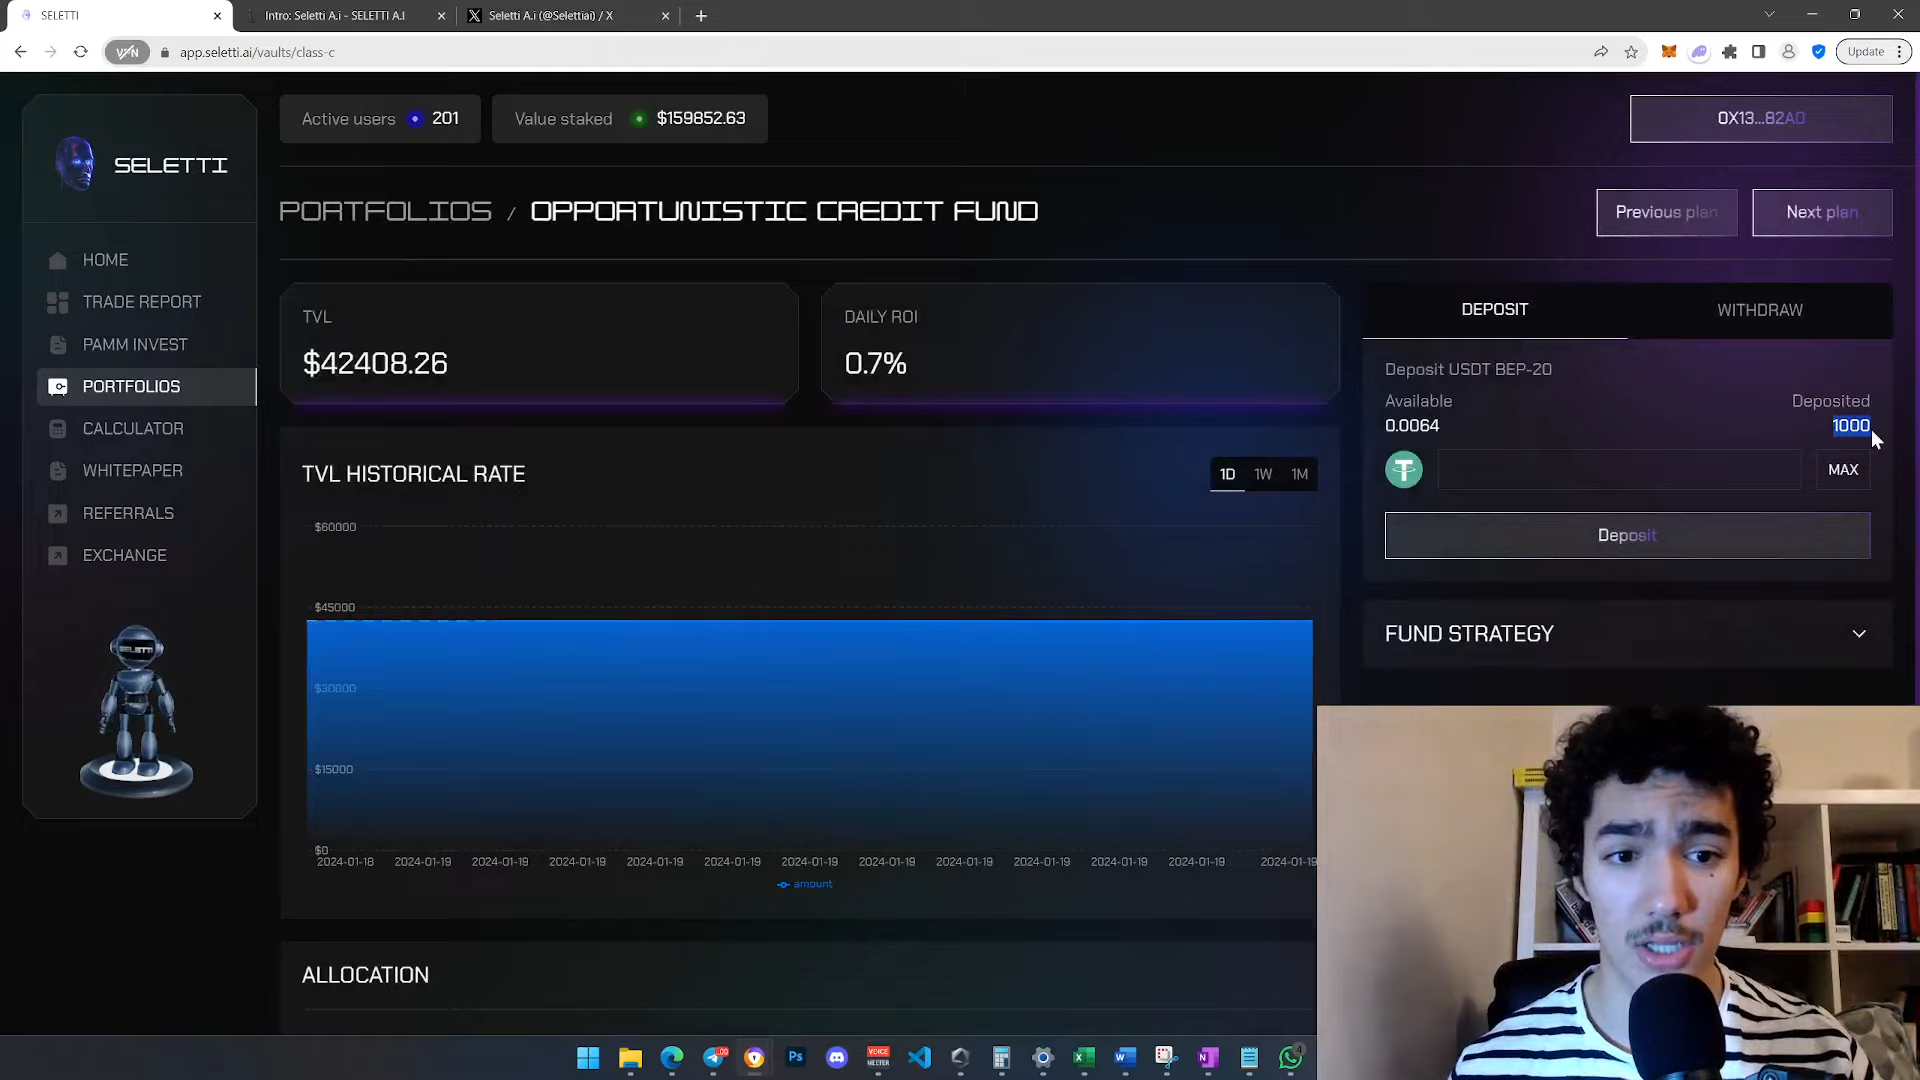 SELETTI
Intro: Seletti A.i - SELETTI A.I
Seletti A.i (@Selettiai) / X
VPN
app.seletti.ai/vaults/class-c
Update
SELETTI
HOME
TRADE REPORT
PAMM INVEST
PORTFOLIOS
CALCULATOR
WHITEPAPER
REFERRALS
EXCHANGE
SELETTI
Active users 201
Value staked $159852.63
0X13...82A0
PORTFOLIOS / OPPORTUNISTIC CREDIT FUND
Previous plan
Next plan
TVL
$42408.26
DAILY ROI
0.7%
TVL HISTORICAL RATE
1D 1W 1M
$60000
$45000
$30000
$15000
$0
2024-01-18 2024-01-19 2024-01-19 2024-01-19 2024-01-19 2024-01-19 2024-01-19 2024-01-19 2024-01-19 2024-01-19 2024-01-19 2024-01-19 2024-01-19
amount
ALLOCATION
DEPOSIT
WITHDRAW
Deposit USDT BEP-20
Available
Deposited
0.0064
1000
MAX
Deposit
FUND STRATEGY
Ps
VOICE
MEETER